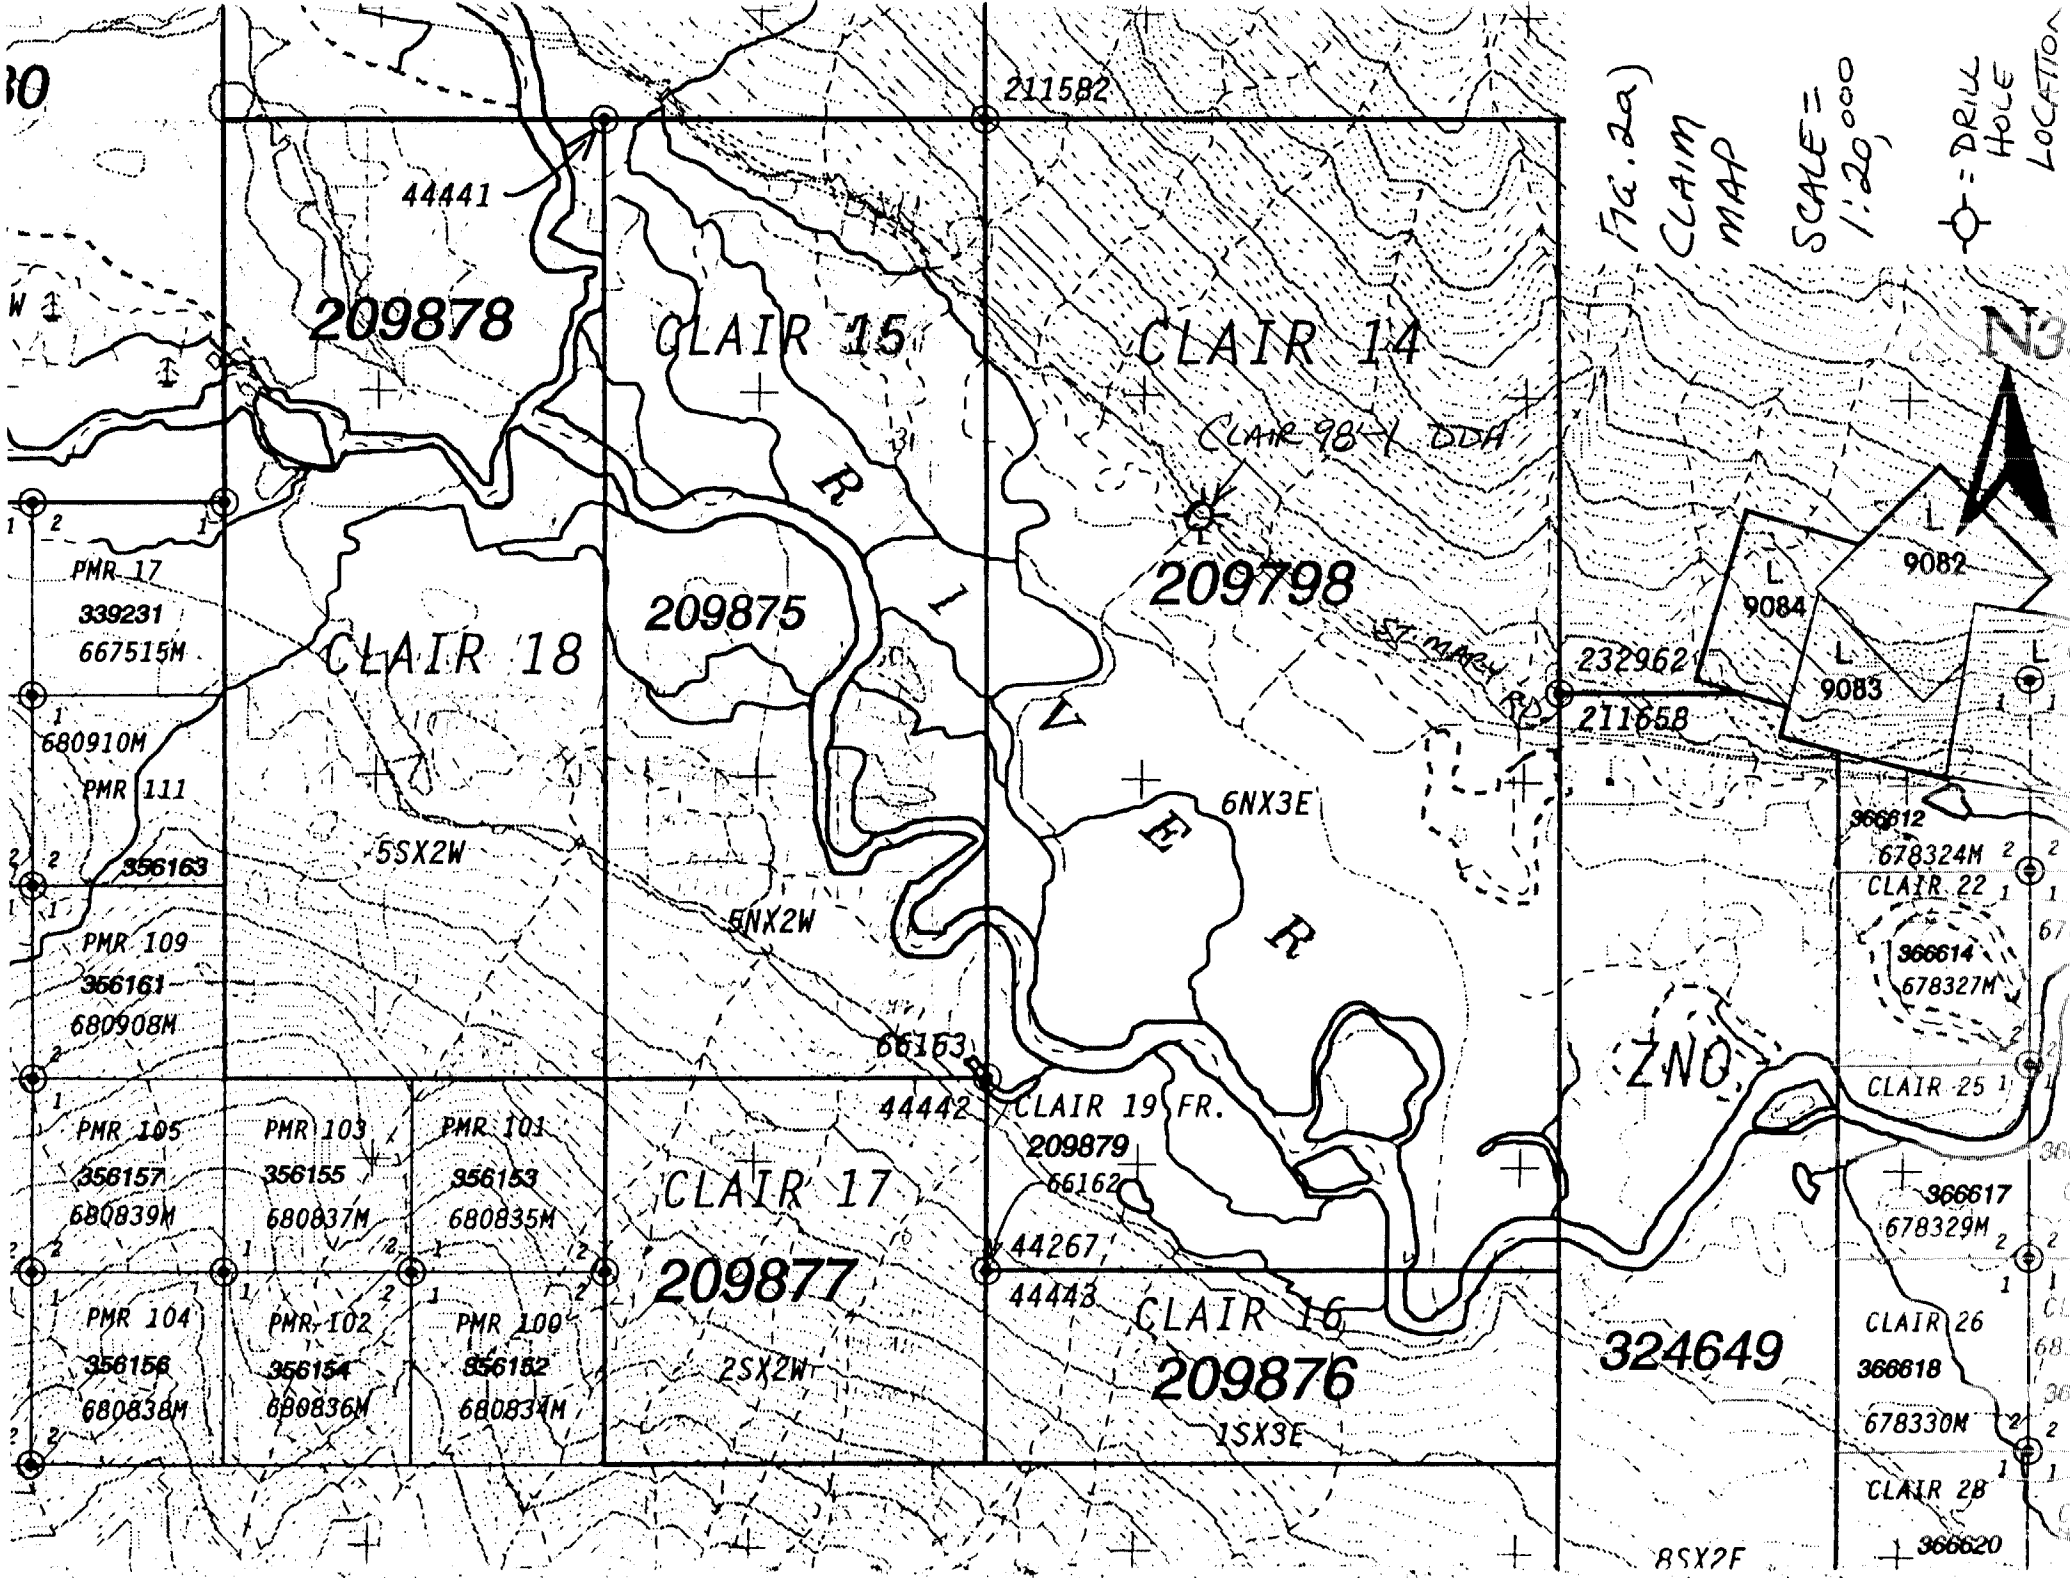 30
211582
44441
FIG. 2a)
CLAIM
MAP
SCALE =
1:20,000
= DRILL
HOLE
LOCATION
N
W
209878
CLAIR 15
CLAIR 14
CLAIR 98-1 DDH
R I V E R
209798
209875
CLAIR 18
ST. MARY RD
232962
211658
L
9082
L
9084
L
9083
L
PMR 17
339231
667515M
680910M
PMR 111
356163
PMR 109
356161
680908M
5SX2W
5NX2W
6NX3E
66163
44442
CLAIR 19 FR.
209879
66162
44267
44443
CLAIR 17
209877
2SX2W
CLAIR 16
209876
1SX3E
PMR 105
356157
680839M
PMR 103
356155
680837M
PMR 101
356153
680835M
PMR 104
356156
680838M
PMR 102
356154
680836M
PMR 100
356152
680834M
ZNO
324649
8SX2E
366612
678324M
CLAIR 22
366614
678327M
CLAIR 25
366617
678329M
CLAIR 26
366618
678330M
CLAIR 28
366620